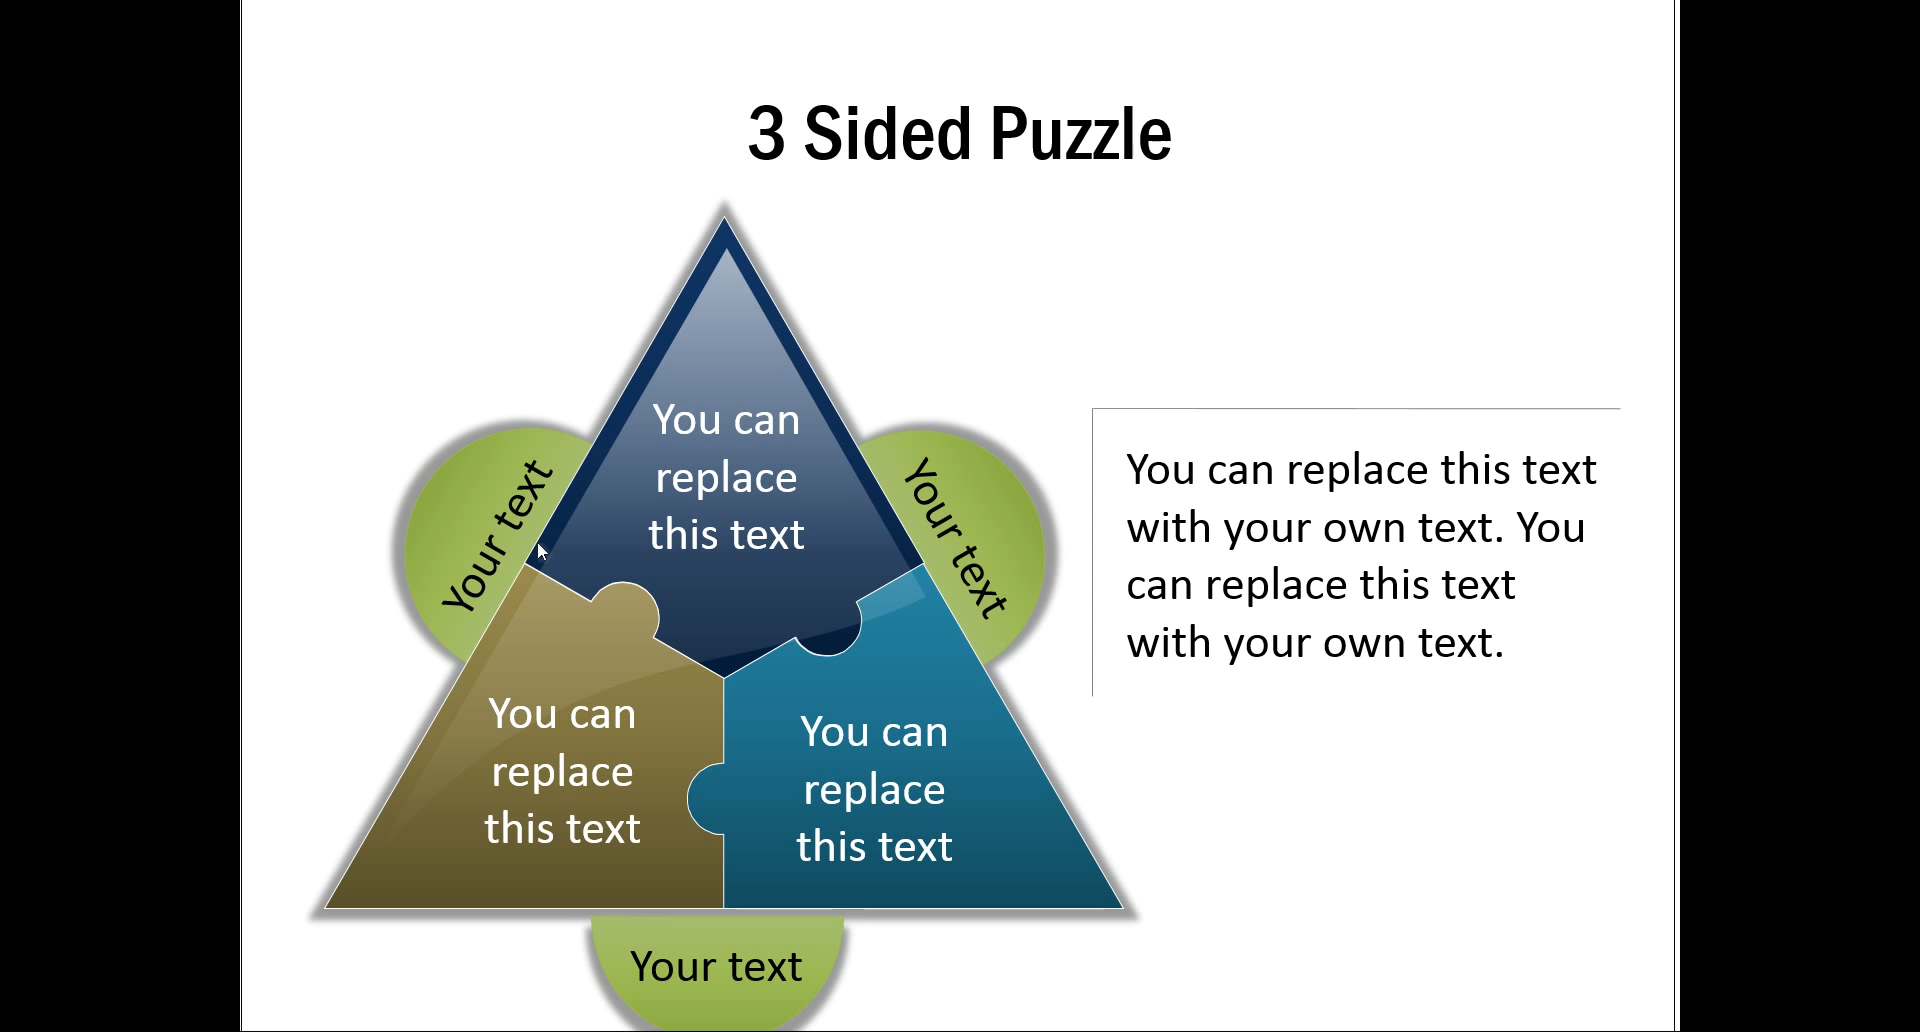 3 Sided Puzzle
You can
replace
this text
Your text
Your text
You can replace this text
with your own text. You
can replace this text
with your own text.
You can
replace
this text
You can
replace
this text
Your text